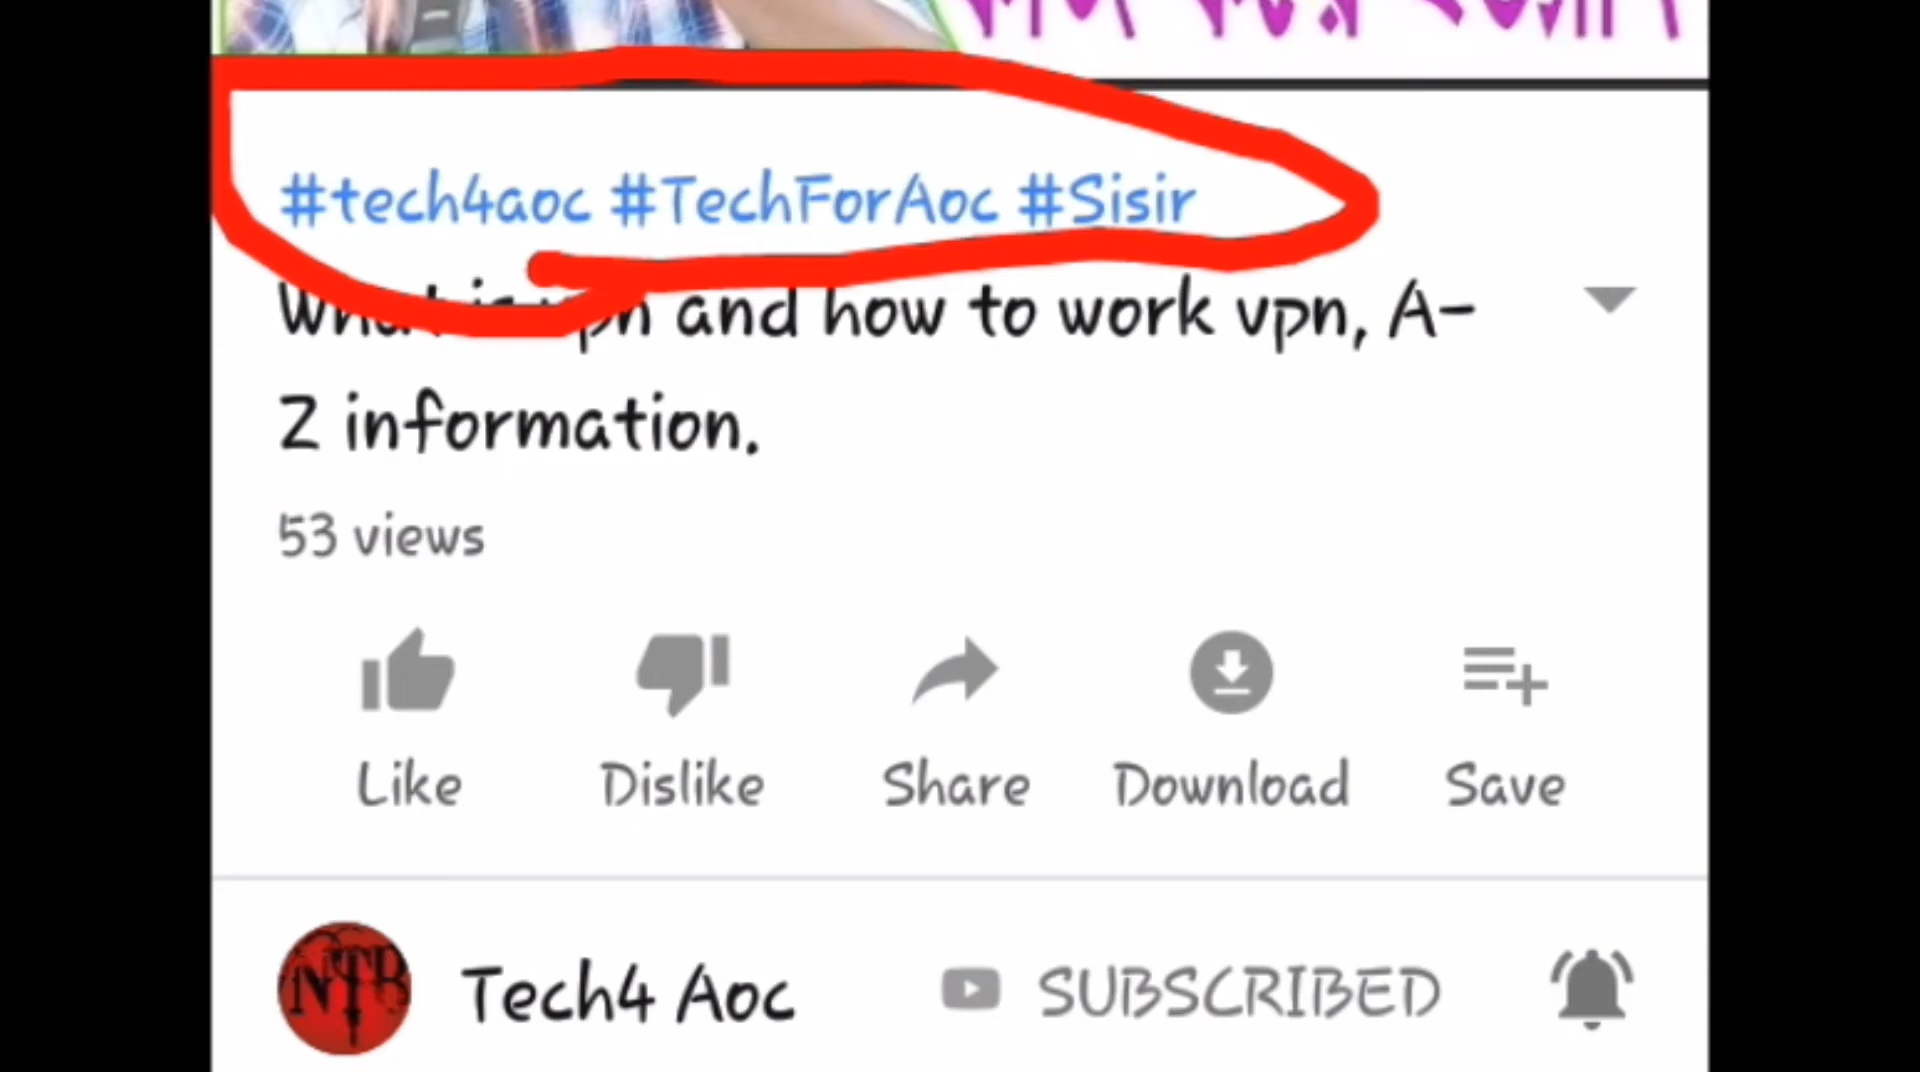 #tech4aoc #TechForAoc #Sisir
What is vpn and how to work vpn, A-
Z information.
53 views
Like Dislike Share Download Save
NTB
Tech4 Aoc SUBSCRIBED